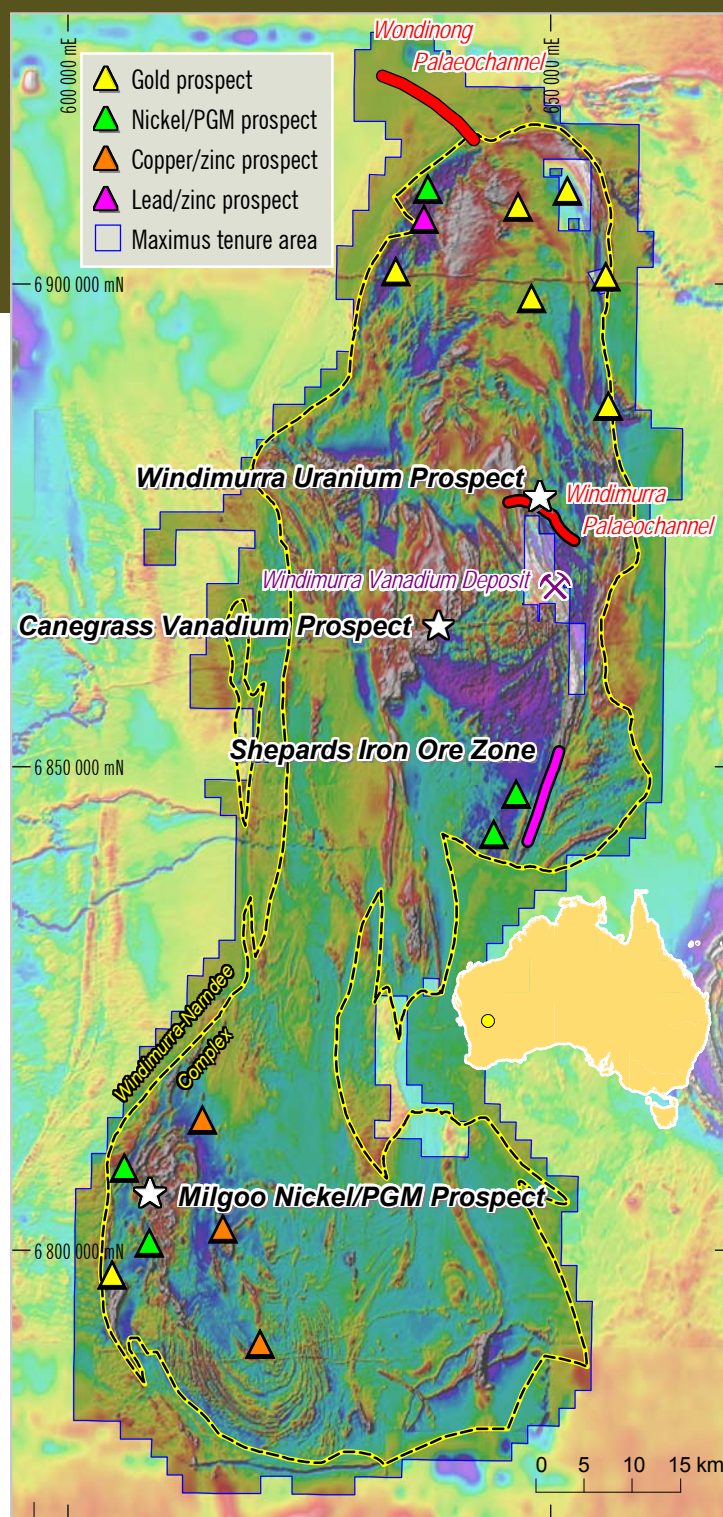 600 000 mE
650 000 mE
Wondinong
Palaeochannel
Gold prospect
Nickel/PGM prospect
Copper/zinc prospect
Lead/zinc prospect
Maximus tenure area
6 900 000 mN
Windimurra Uranium Prospect
Windimurra
Palaeochannel
Windimurra Vanadium Deposit
Canegrass Vanadium Prospect
Shepards Iron Ore Zone
6 850 000 mN
Windimurra-Narndee
Complex
Milgoo Nickel/PGM Prospect
6 800 000 mN
0 5 10 15 km